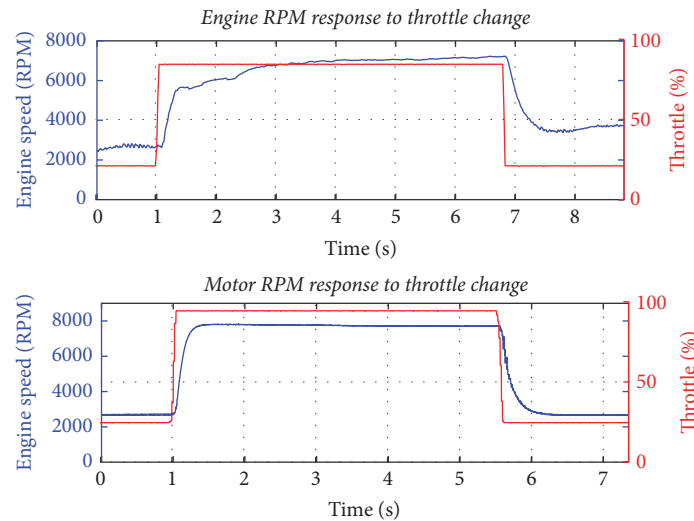 Engine RPM response to throttle change
Engine speed (RPM)
8000
6000
4000
2000
0
100
50
0
Throttle (%)
0 1 2 3 4 5 6 7 8
Time (s)
Motor RPM response to throttle change
Engine speed (RPM)
8000
6000
4000
2000
0
100
50
0
Throttle (%)
0 1 2 3 4 5 6 7
Time (s)